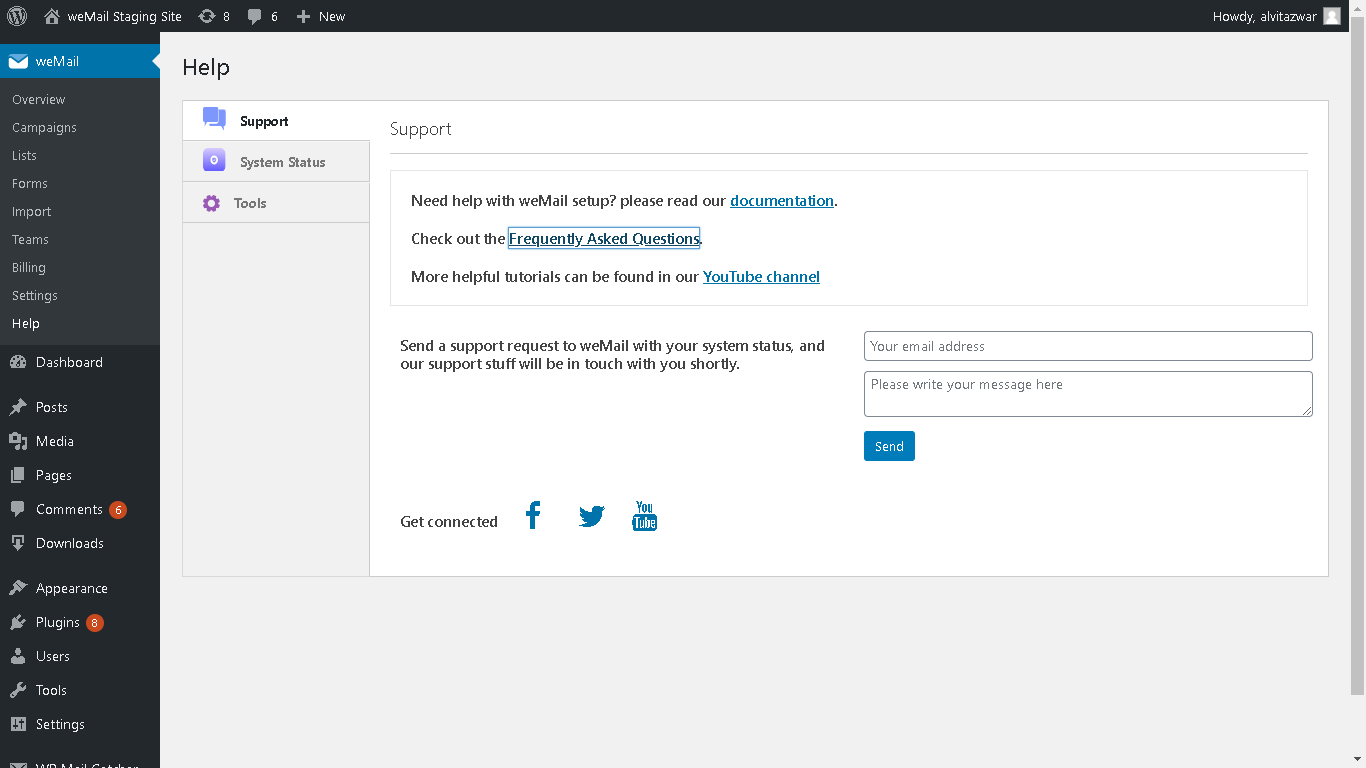 weMail Staging Site 8 6 New Howdy, alvitazwar
weMail
Overview
Campaigns
Lists
Forms
Import
Teams
Billing
Settings
Help
Dashboard
Posts
Media
Pages
Comments 6
Downloads
Appearance
Plugins 8
Users
Tools
Settings
WP Mail Catcher
Help
Support
System Status
Tools
Support
Need help with weMail setup? please read our documentation.
Check out the Frequently Asked Questions.
More helpful tutorials can be found in our YouTube channel
Send a support request to weMail with your system status, and
our support stuff will be in touch with you shortly.
Your email address
Please write your message here
Send
Get connected
You
Tube